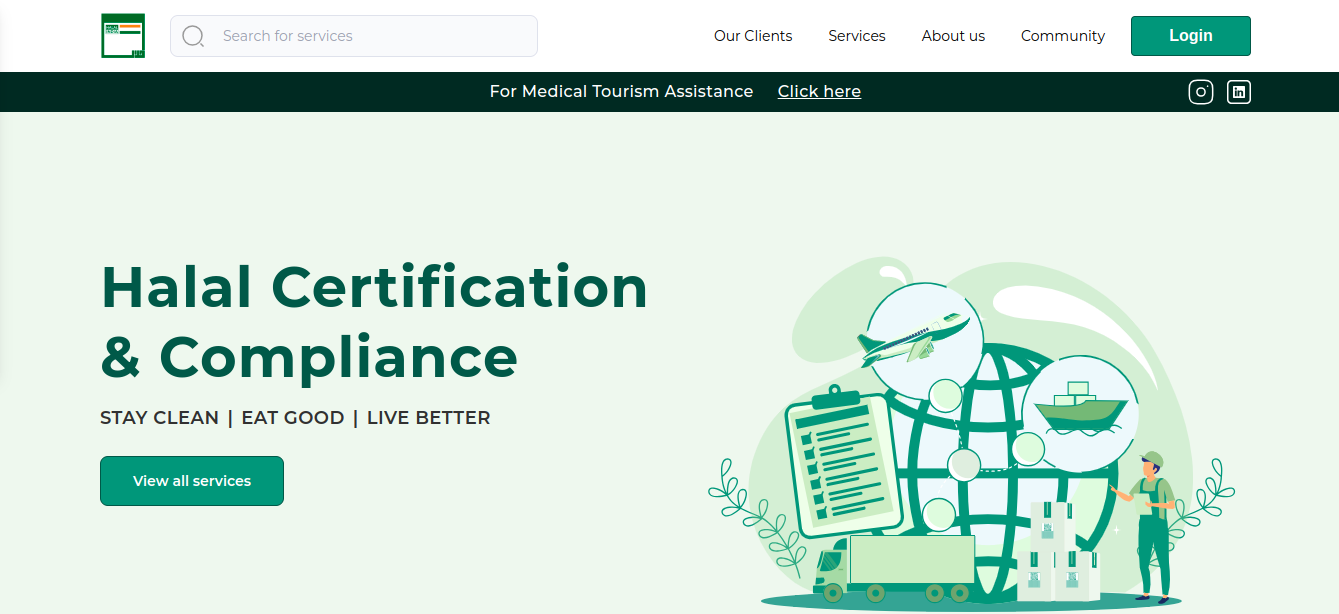 Search for services
Our Clients
Services
About us
Community
Login
For Medical Tourism Assistance Click here
Halal Certification
& Compliance
STAY CLEAN | EAT GOOD | LIVE BETTER
View all services